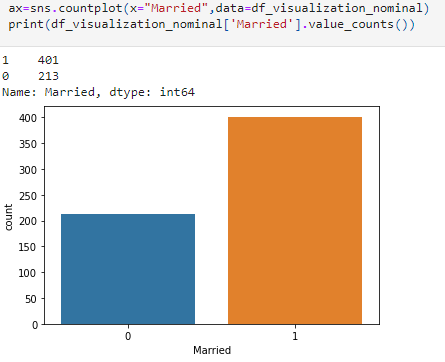 ax=sns.countplot(x="Married",data=df_visualization_nominal)
print(df_visualization_nominal['Married'].value_counts())
1    401
0    213
Name: Married, dtype: int64
400
350
300
250
200
150
100
50
0
count
0 1
Married